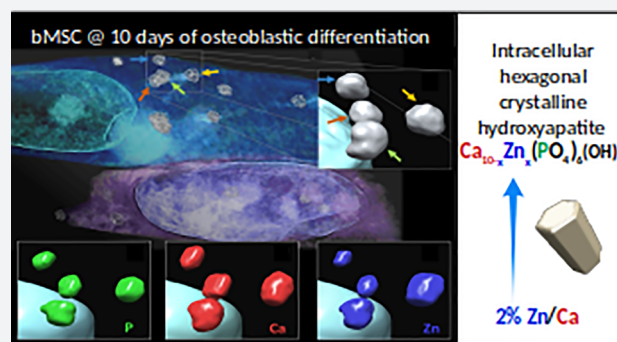 bMSC @ 10 days of osteoblastic differentiation
Intracellular
hexagonal
crystalline
hydroxyapatite
Ca₁₀₋ₓZnₓ(PO₄)₆(OH)
2% Zn/Ca
P
Ca
Zn